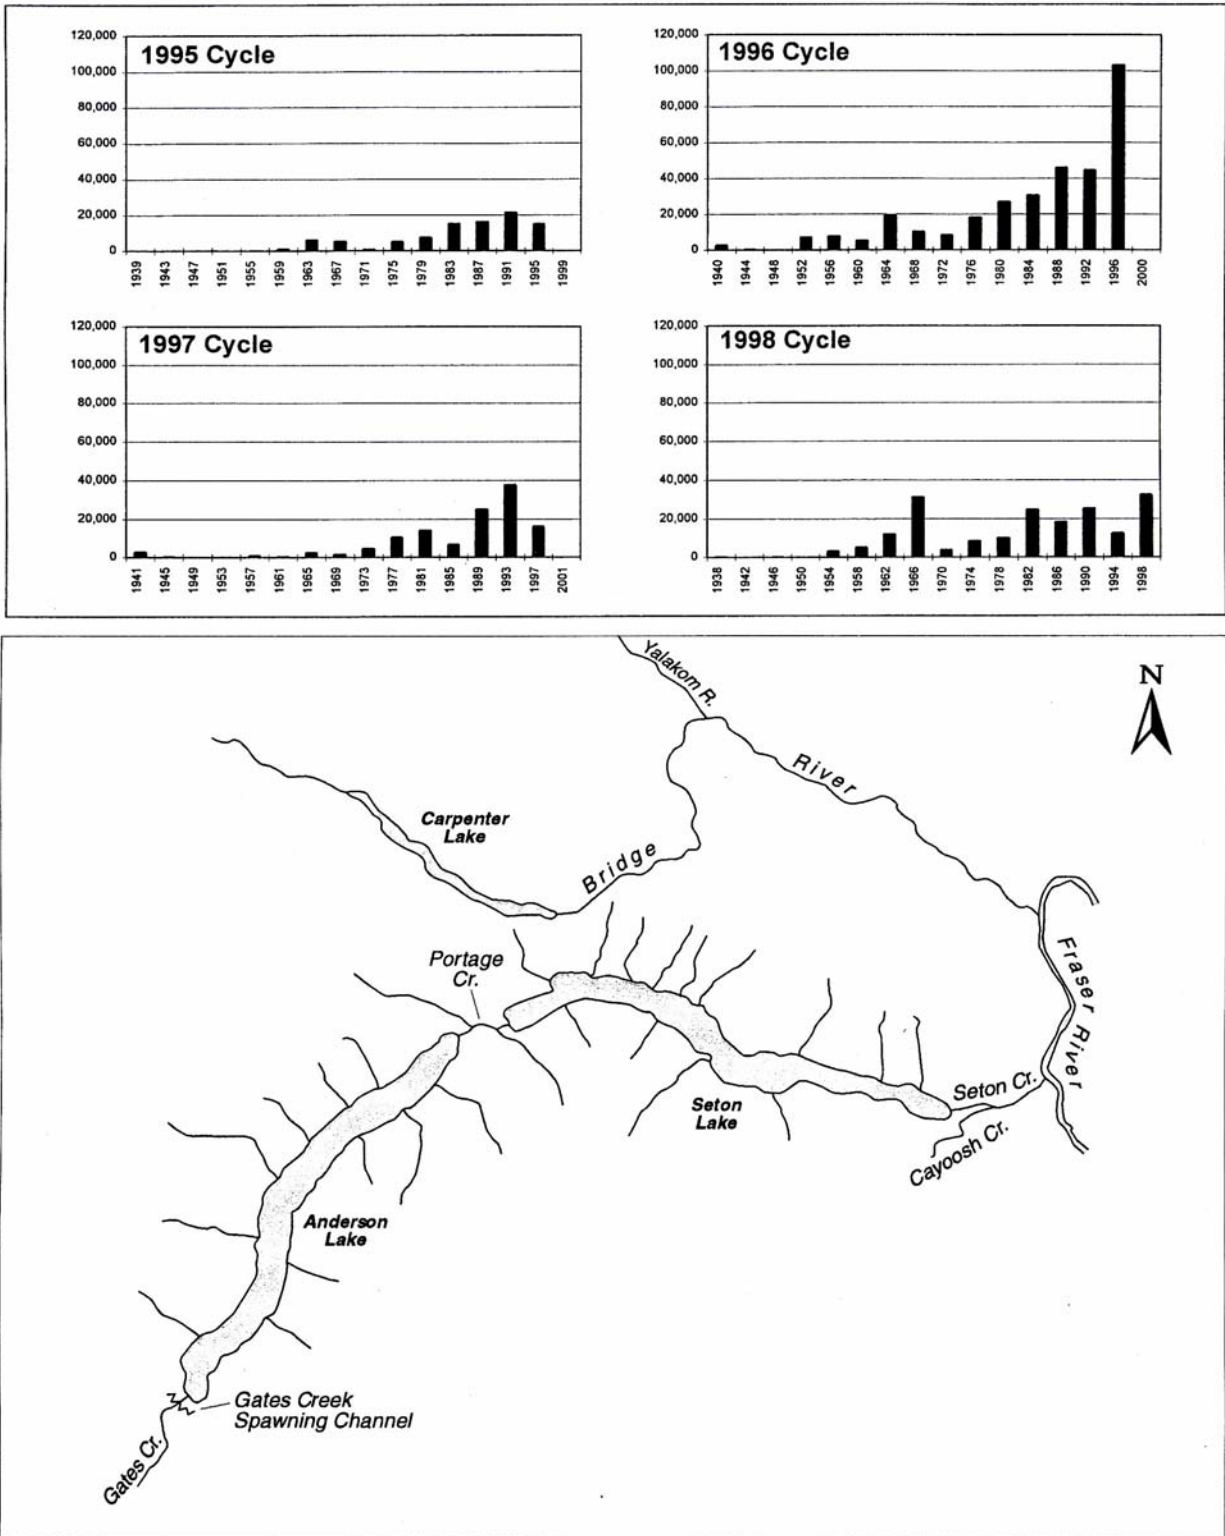 1995 Cycle
120,000
100,000
80,000
60,000
40,000
20,000
0
1939 1943 1947 1951 1955 1959 1963 1967 1971 1975 1979 1983 1987 1991 1995 1999
1996 Cycle
120,000
100,000
80,000
60,000
40,000
20,000
0
1940 1944 1948 1952 1956 1960 1964 1968 1972 1976 1980 1984 1988 1992 1996 2000
1997 Cycle
120,000
100,000
80,000
60,000
40,000
20,000
0
1941 1945 1949 1953 1957 1961 1965 1969 1973 1977 1981 1985 1989 1993 1997 2001
1998 Cycle
120,000
100,000
80,000
60,000
40,000
20,000
0
1938 1942 1946 1950 1954 1958 1962 1966 1970 1974 1978 1982 1986 1990 1994 1998
Yalakom R.
N
River
Carpenter
Lake
Bridge
Portage
Cr.
Fraser River
Seton Cr.
Seton
Lake
Cayoosh Cr.
Anderson
Lake
Gates Creek
Spawning Channel
Gates Cr.